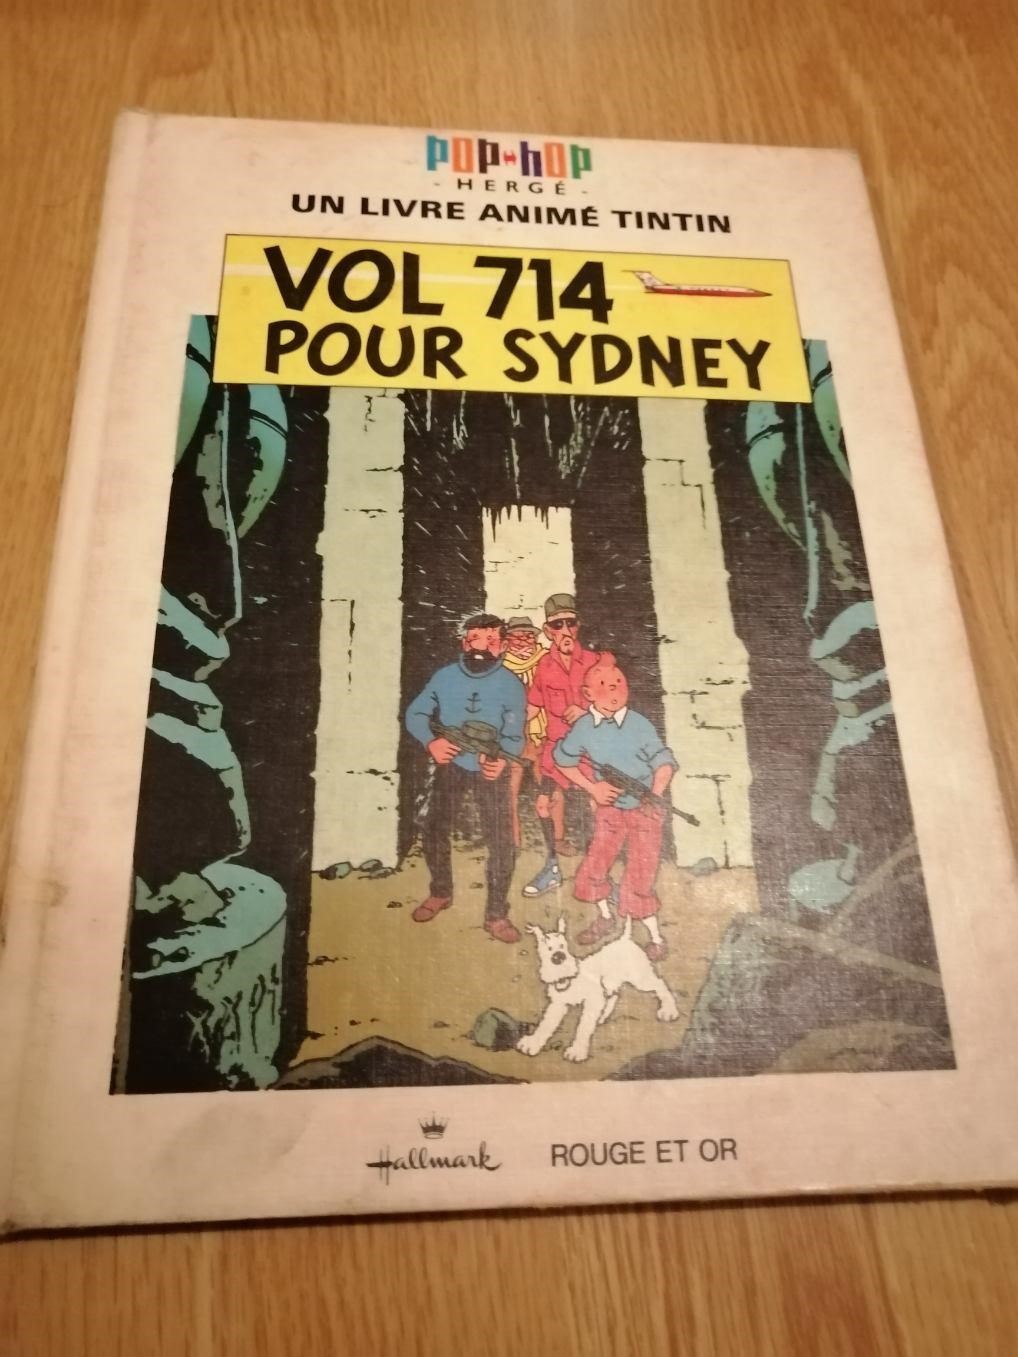 POP-HOP
- HERGÉ -
UN LIVRE ANIMÉ TINTIN
VOL 714
POUR SYDNEY
Hallmark
ROUGE ET OR